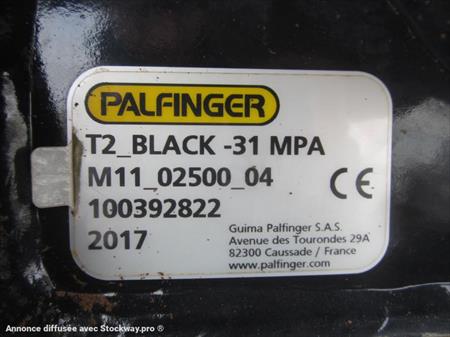 PALFINGER
T2_BLACK -31 MPA
M11_02500_04
100392822
2017
CE
Guima Palfinger S.A.S.
Avenue des Tourondes 29A
82300 Caussade / France
www.palfinger.com
Annonce diffusée avec Stockway.pro ®